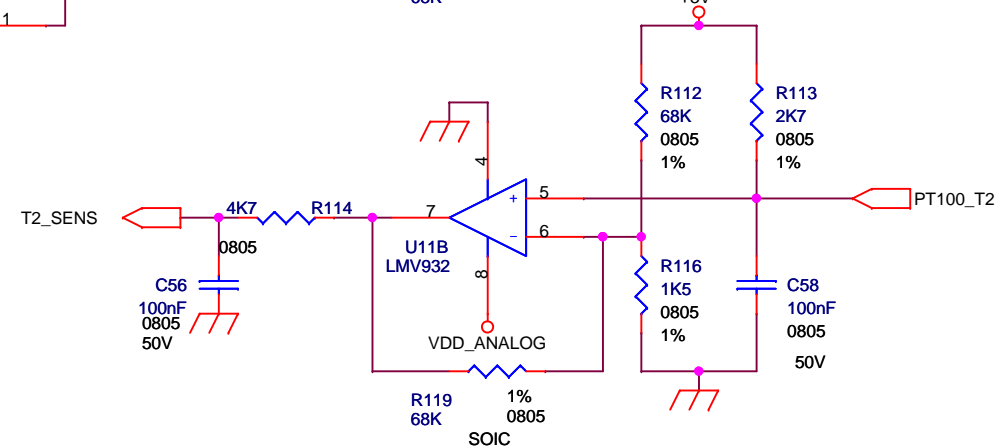 1
R112
68K
0805
1%
R113
2K7
0805
1%
4
5
PT100_T2
T2_SENS
4K7
R114
7
+
-
6
U11B
LMV932
0805
8
C56
100nF
0805
50V
R116
1K5
0805
1%
C58
100nF
0805
50V
VDD_ANALOG
R119
68K
1%
0805
SOIC